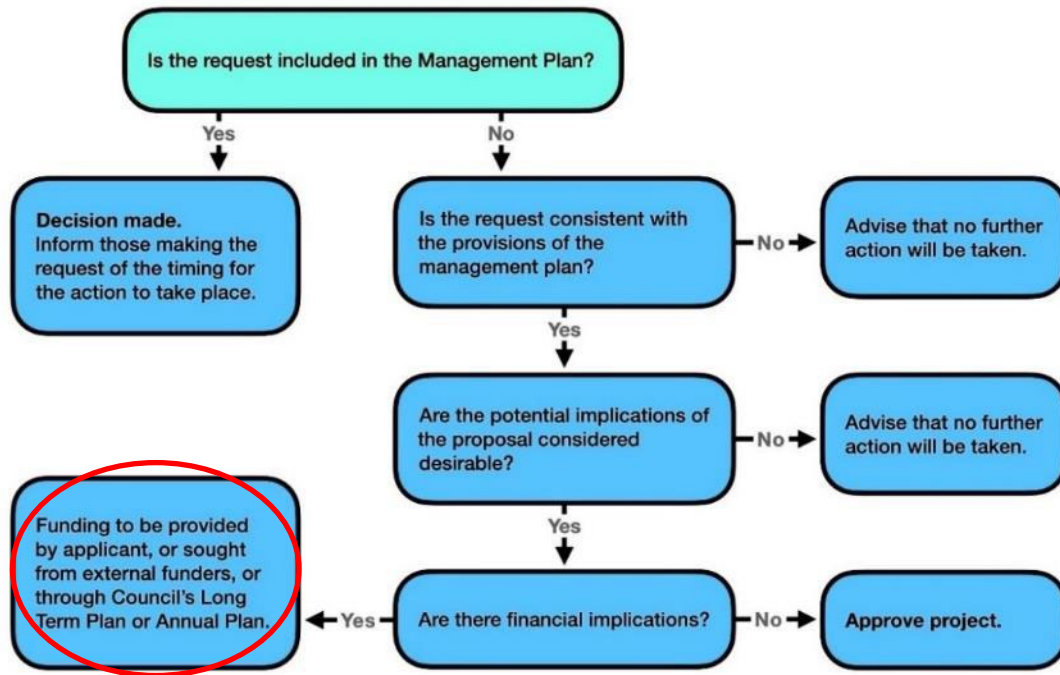 Is the request included in the Management Plan?
Yes
No
Decision made.
Inform those making the
request of the timing for
the action to take place.
Is the request consistent with
the provisions of the
management plan?
No
Advise that no further
action will be taken.
Yes
Are the potential implications of
the proposal considered
desirable?
No
Advise that no further
action will be taken.
Yes
Funding to be provided
by applicant, or sought
from external funders, or
through Council's Long
Term Plan or Annual Plan.
Yes
Are there financial implications?
No
Approve project.